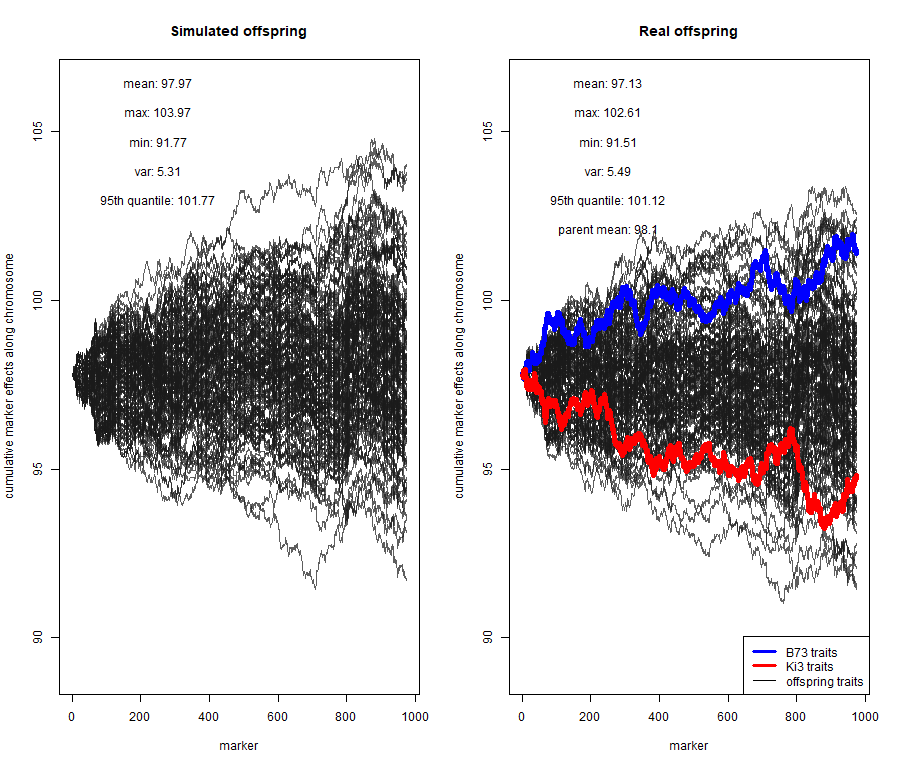 Simulated offspring
mean: 97.97
max: 103.97
min: 91.77
var: 5.31
95th quantile: 101.77
cumulative marker effects along chromosome
105
100
95
90
0 200 400 600 800 1000
marker
Real offspring
mean: 97.13
max: 102.61
min: 91.51
var: 5.49
95th quantile: 101.12
parent mean: 98.1
cumulative marker effects along chromosome
105
100
95
90
B73 traits
Ki3 traits
offspring traits
0 200 400 600 800 1000
marker